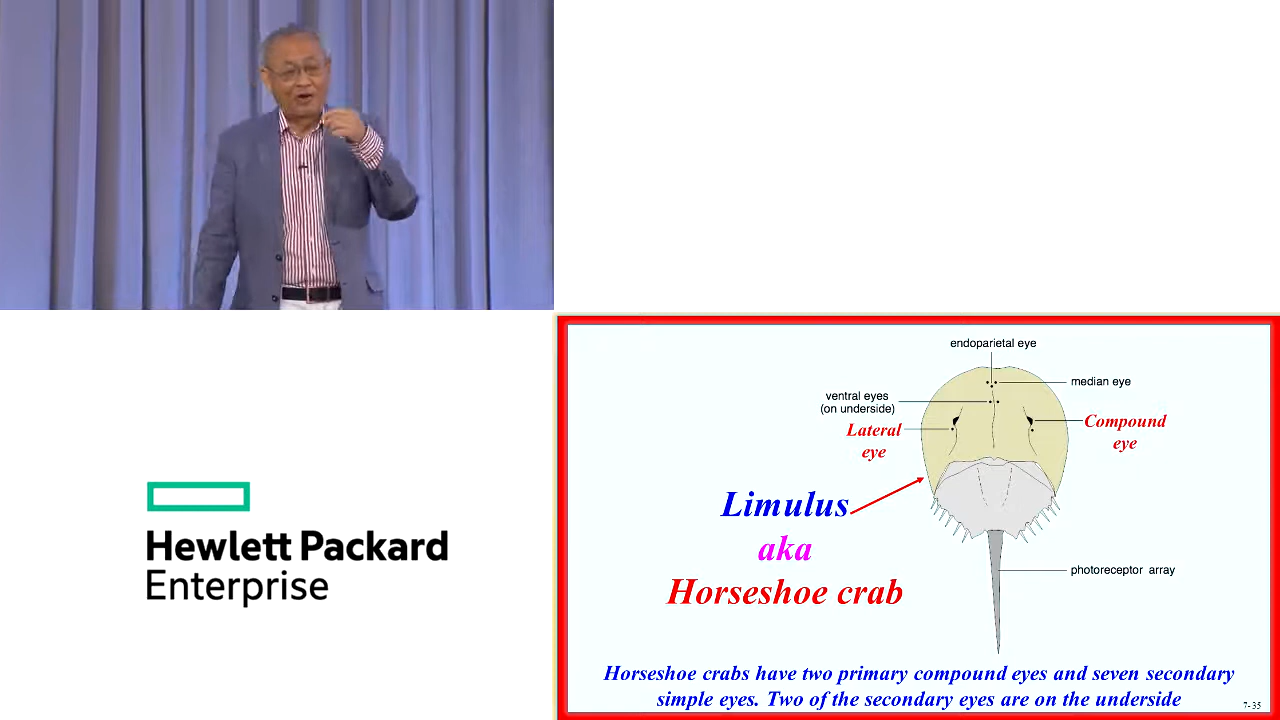 Hewlett Packard
Enterprise
endoparietal eye
median eye
ventral eyes
(on underside)
Lateral
eye
Compound
eye
Limulus
aka
Horseshoe crab
photoreceptor array
Horseshoe crabs have two primary compound eyes and seven secondary
simple eyes. Two of the secondary eyes are on the underside
7-35